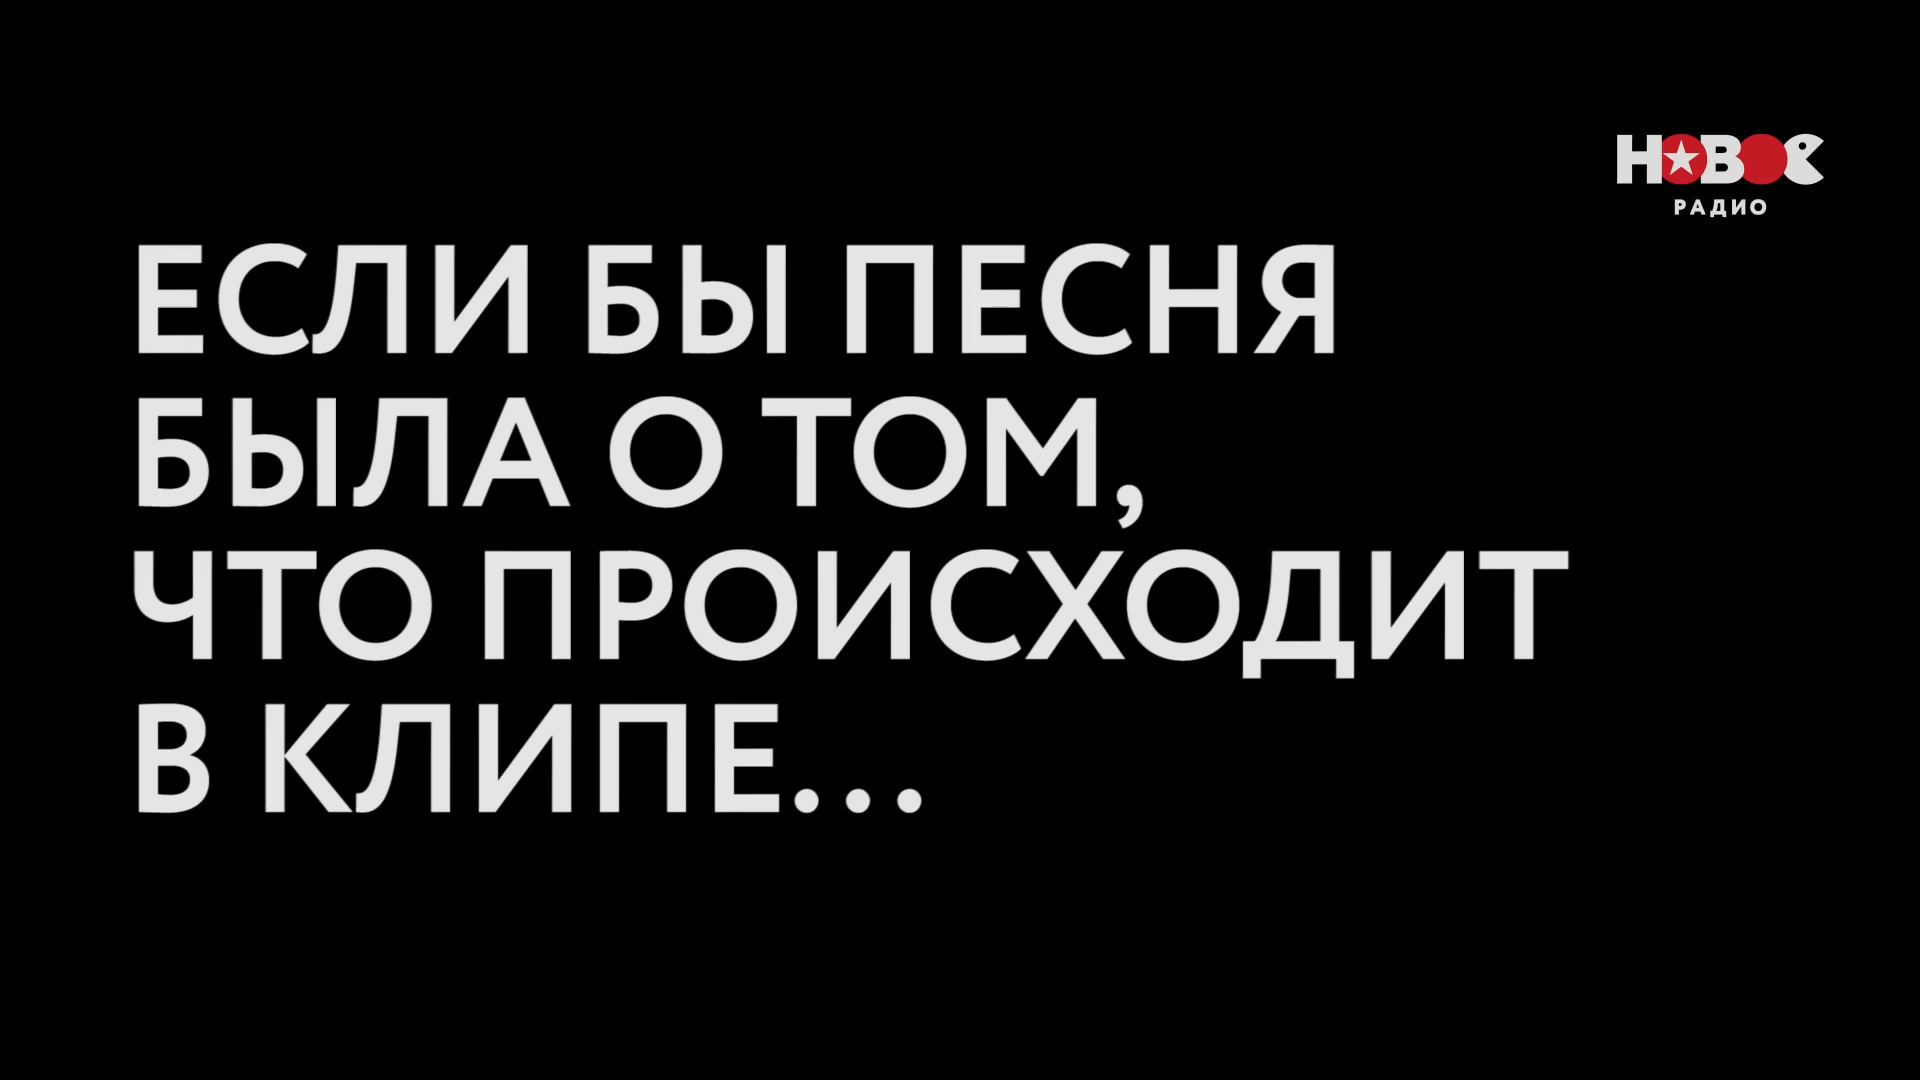 НОВОЕ
РАДИО
ЕСЛИ БЫ ПЕСНЯ
БЫЛА О ТОМ,
ЧТО ПРОИСХОДИТ
В КЛИПЕ...